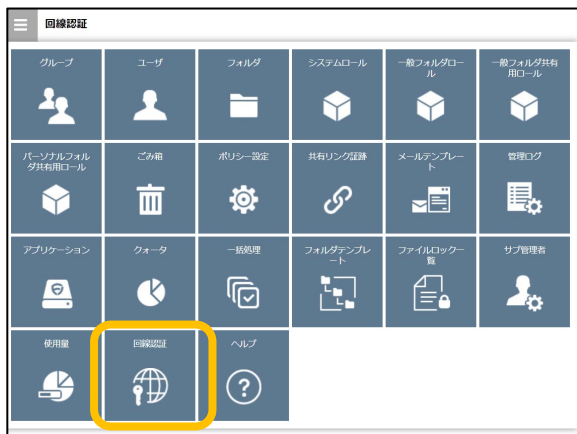 回線認証
グループ
ユーザ
フォルダ
システムロール
一般フォルダロー
ル
一般フォルダ共有
用ロール
パーソナルフォル
ダ共有用ロール
ごみ箱
ポリシー設定
共有リンク証跡
メールテンプレー
ト
管理ログ
アプリケーション
クォータ
一括処理
フォルダテンプレ
ート
ファイルロック一
覧
サブ管理者
使用量
回線認証
ヘルプ
?